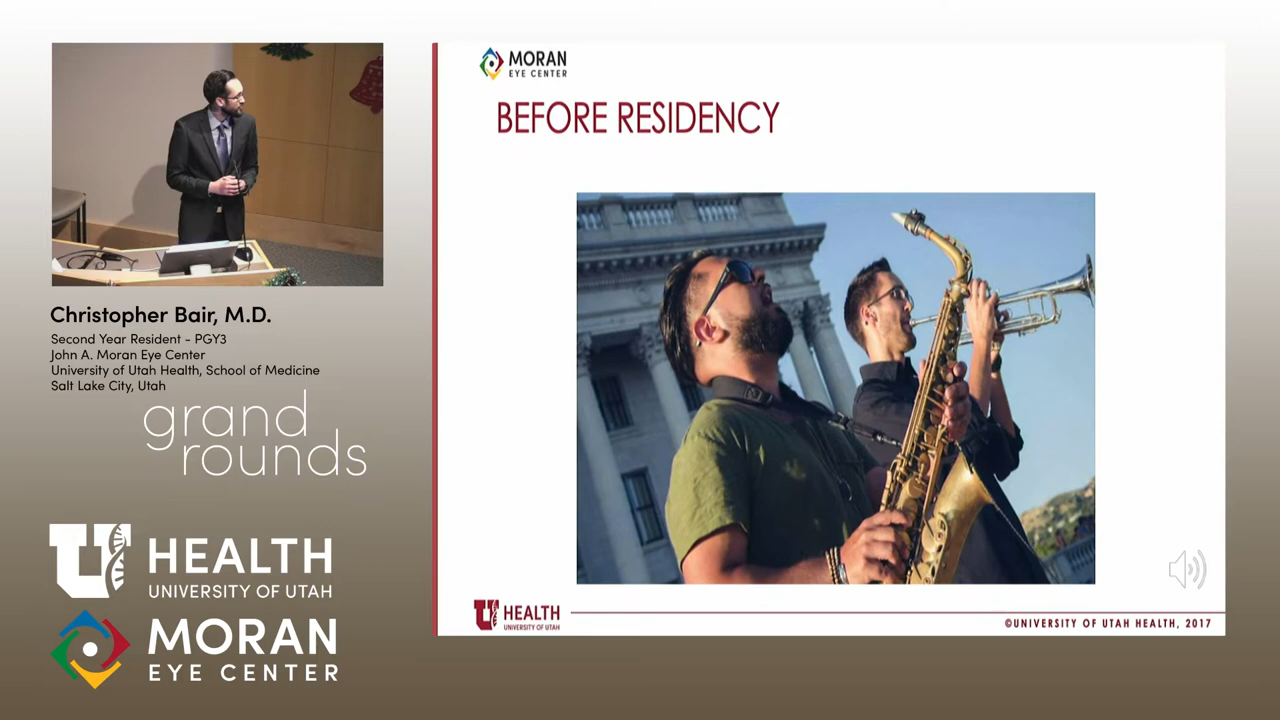 Christopher Bair, M.D.
Second Year Resident - PGY3
John A. Moran Eye Center
University of Utah Health, School of Medicine
Salt Lake City, Utah
grand
rounds
U HEALTH
UNIVERSITY OF UTAH
MORAN
EYE CENTER
MORAN
EYE CENTER
BEFORE RESIDENCY
U HEALTH
UNIVERSITY OF UTAH
©UNIVERSITY OF UTAH HEALTH, 2017